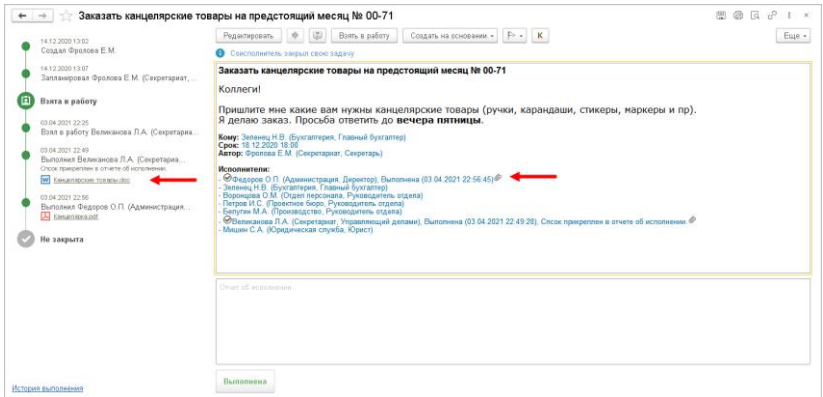 Заказать канцелярские товары на предстоящий месяц № 00-71
Редактировать
Взять в работу
Создать на основании
К
Еще
Соисполнитель закрыл свою задачу
14.12.2020 13:02
Создал Фролова Е.М.
14.12.2020 13:07
Запланировал Фролова Е.М. (Секретариат, ...
Взята в работу
03.04.2021 22:25
Взял в работу Великанова Л.А. (Секретариа...
03.04.2021 22:49
Выполнил Великанова Л.А. (Секретариа...
Спсок прикреплен в отчете об исполнении.
Канцелярские товары.doc
03.04.2021 22:56
Выполнил Федоров О.П. (Администрация...
Канцелярка.pdf
Не закрыта
История выполнения
Заказать канцелярские товары на предстоящий месяц № 00-71
Коллеги!
Пришлите мне какие вам нужны канцелярские товары (ручки, карандаши, стикеры, маркеры и пр).
Я делаю заказ. Просьба ответить до вечера пятницы.
Кому: Зеленец Н.В. (Бухгалтерия, Главный бухгалтер)
Срок: 18.12.2020 18:00
Автор: Фролова Е.М. (Секретариат, Секретарь)
Исполнители:
- Федоров О.П. (Администрация, Директор), Выполнена (03.04.2021 22:56:45)
- Зеленец Н.В. (Бухгалтерия, Главный бухгалтер)
- Воронцова О.М. (Отдел персонала, Руководитель отдела)
- Петров И.С. (Проектное бюро, Руководитель отдела)
- Белугин М.А. (Производство, Руководитель отдела)
- Великанова Л.А. (Секретариат, Управляющий делами), Выполнена (03.04.2021 22:49:28), Спсок прикреплен в отчете об исполнении.
- Мишин С.А. (Юридическая служба, Юрист)
Отчет об исполнении
Выполнена